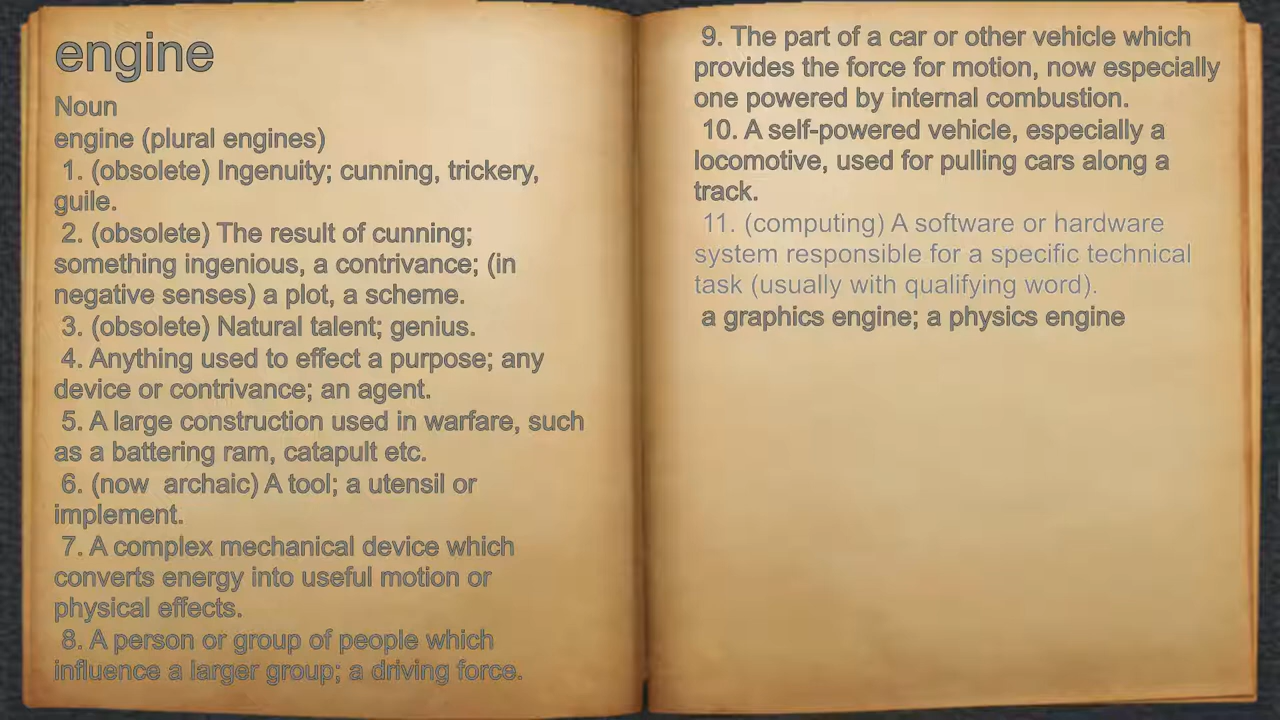 engine
Noun
engine (plural engines)
1. (obsolete) Ingenuity; cunning, trickery,
guile.
2. (obsolete) The result of cunning;
something ingenious, a contrivance; (in
negative senses) a plot, a scheme.
3. (obsolete) Natural talent; genius.
4. Anything used to effect a purpose; any
device or contrivance; an agent.
5. A large construction used in warfare, such
as a battering ram, catapult etc.
6. (now archaic) A tool; a utensil or
implement.
7. A complex mechanical device which
converts energy into useful motion or
physical effects.
8. A person or group of people which
influence a larger group; a driving force.
9. The part of a car or other vehicle which
provides the force for motion, now especially
one powered by internal combustion.
10. A self-powered vehicle, especially a
locomotive, used for pulling cars along a
track.
11. (computing) A software or hardware
system responsible for a specific technical
task (usually with qualifying word).
a graphics engine; a physics engine